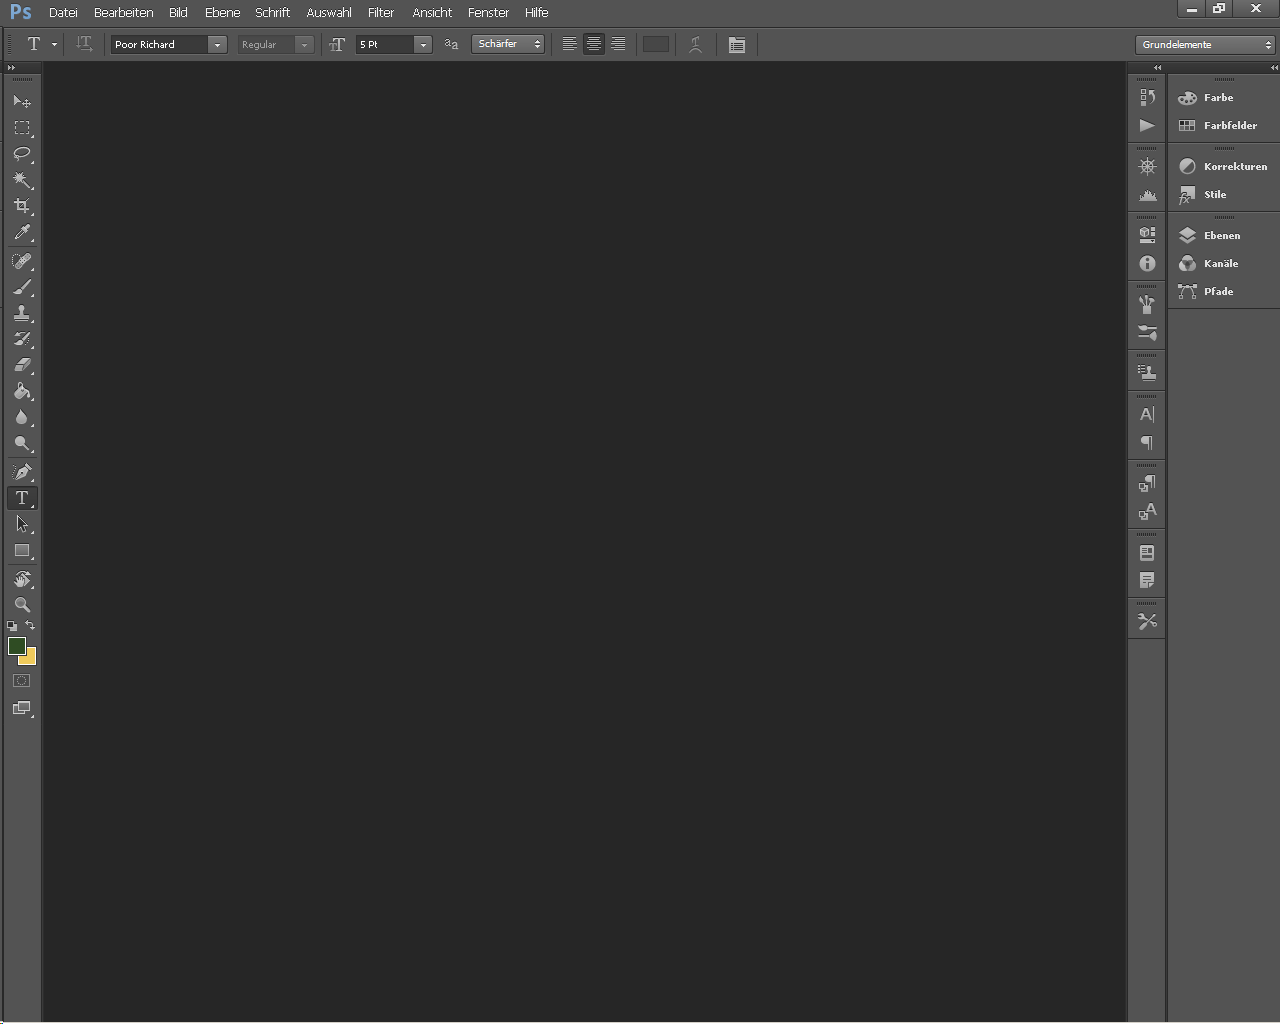 Ps Datei Bearbeiten Bild Ebene Schrift Auswahl Filter Ansicht Fenster Hilfe
T Poor Richard Regular 5 Pt aa Schärfer Grundelemente
Farbe
Farbfelder
Korrekturen
Stile
Ebenen
Kanäle
Pfade